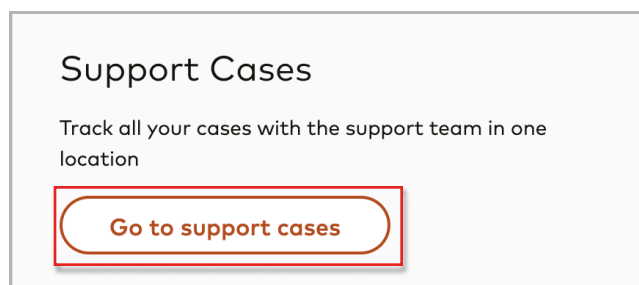 Support Cases
Track all your cases with the support team in one
location
Go to support cases